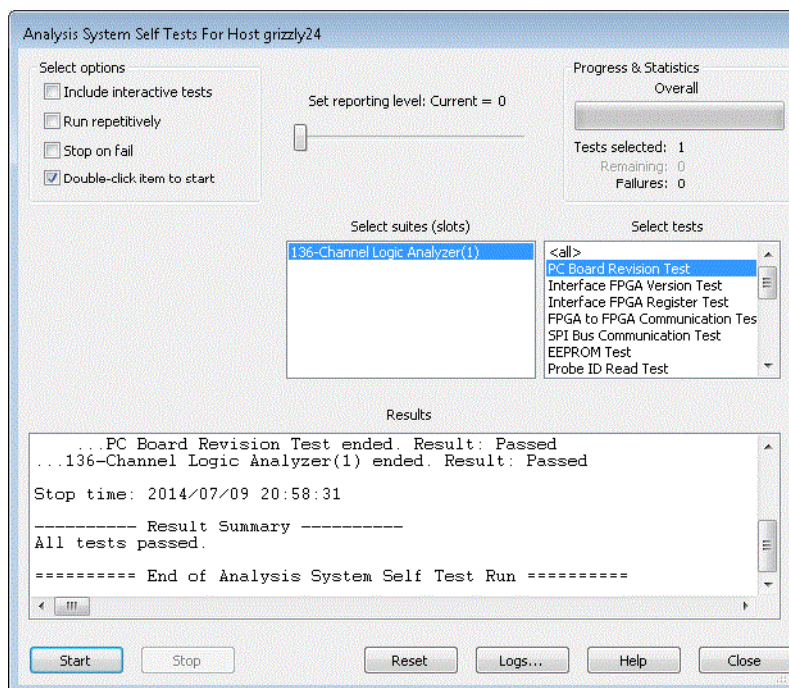 Analysis System Self Tests For Host grizzly24
Select options
Include interactive tests
Run repetitively
Stop on fail
Double-click item to start
Set reporting level: Current = 0
Progress & Statistics
Overall
Tests selected: 1
Remaining: 0
Failures: 0
Select suites (slots)
136-Channel Logic Analyzer(1)
Select tests
<all>
PC Board Revision Test
Interface FPGA Version Test
Interface FPGA Register Test
FPGA to FPGA Communication Tes
SPI Bus Communication Test
EEPROM Test
Probe ID Read Test
Results
...PC Board Revision Test ended. Result: Passed
...136-Channel Logic Analyzer(1) ended. Result: Passed
Stop time: 2014/07/09 20:58:31
---------- Result Summary ----------
All tests passed.
========== End of Analysis System Self Test Run ==========
Start
Stop
Reset
Logs...
Help
Close